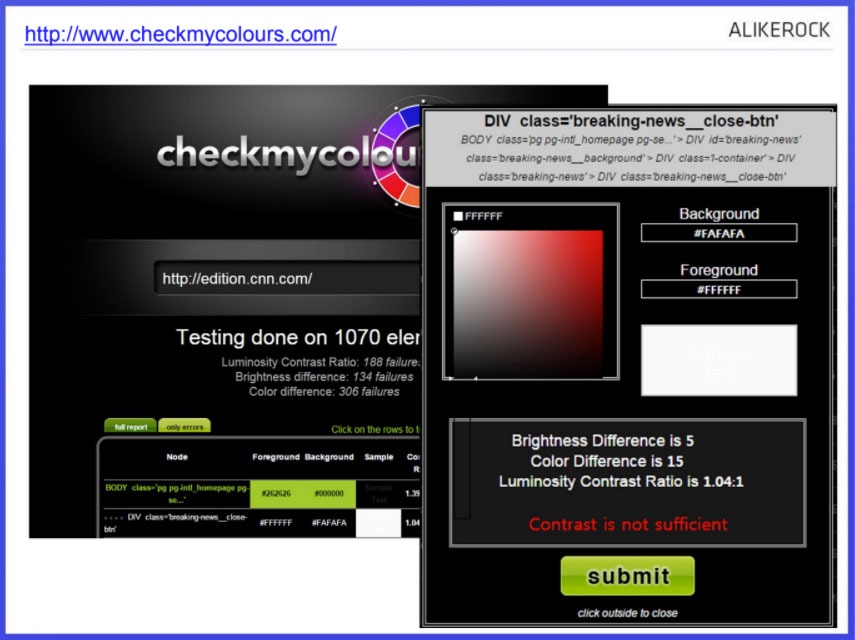 http://www.checkmycolours.com/
ALIKEROCK
checkmycolou
http://edition.cnn.com/
Testing done on 1070 eler
Luminosity Contrast Ratio: 188 failures
Brightness difference: 134 failures
Color difference: 306 failures
full report only errors
Click on the rows to t
Node Foreground Background Sample Co
R
BODY class='pg pg-intl_homepage pg-
se...' #262626 #000000 Sample
Text 1.39
. . . . DIV class='breaking-news__close-
btn' #FFFFFF #FAFAFA 1.04
DIV class='breaking-news__close-btn'
BODY class='pg pg-intl_homepage pg-se...' > DIV id='breaking-news'
class='breaking-news__background' > DIV class='l-container' > DIV
class='breaking-news' > DIV class='breaking-news__close-btn'
FFFFFF
Background
#FAFAFA
Foreground
#FFFFFF
Sample
Text
Brightness Difference is 5
Color Difference is 15
Luminosity Contrast Ratio is 1.04:1
Contrast is not sufficient
submit
click outside to close